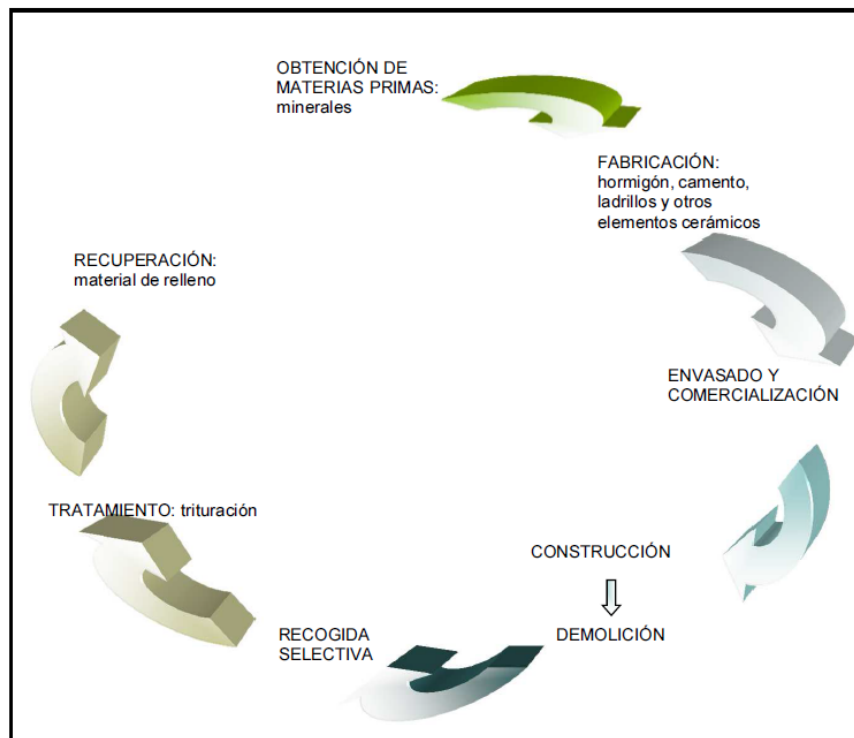 OBTENCIÓN DE
MATERIAS PRIMAS:
minerales
FABRICACIÓN:
hormigón, camento,
ladrillos y otros
elementos cerámicos
ENVASADO Y
COMERCIALIZACIÓN
CONSTRUCCIÓN
DEMOLICIÓN
RECOGIDA
SELECTIVA
TRATAMIENTO: trituración
RECUPERACIÓN:
material de relleno